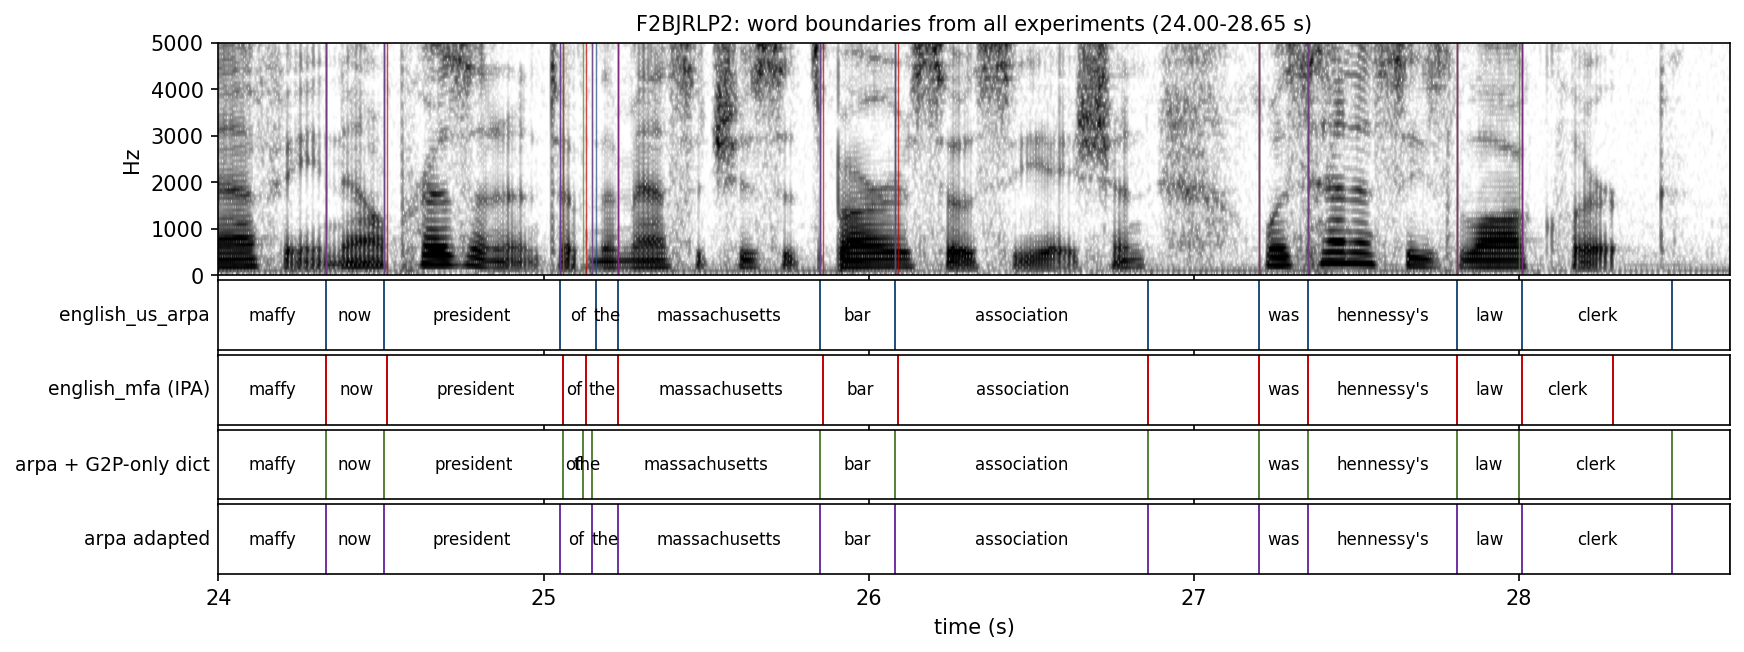 F2BJRLP2: word boundaries from all experiments (24.00-28.65 s)
5000
4000
3000
2000
1000
0
Hz
english_us_arpa maffy now president of the massachusetts bar association was hennessy's law clerk
english_mfa (IPA) maffy now president of the massachusetts bar association was hennessy's law clerk
arpa + G2P-only dict maffy now president of the massachusetts bar association was hennessy's law clerk
arpa adapted maffy now president of the massachusetts bar association was hennessy's law clerk
24 25 26 27 28
time (s)